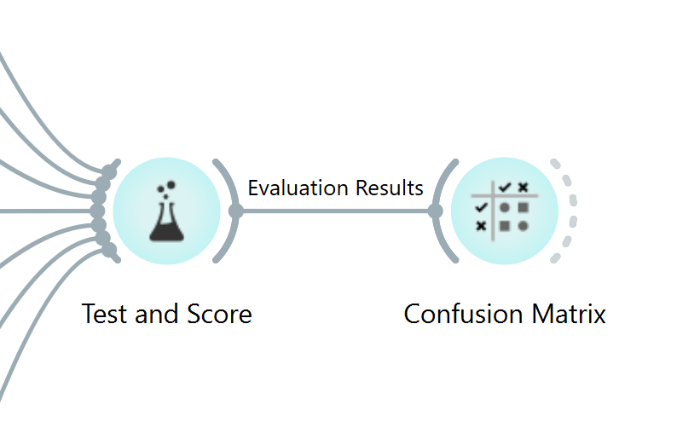 Evaluation Results
Test and Score
Confusion Matrix